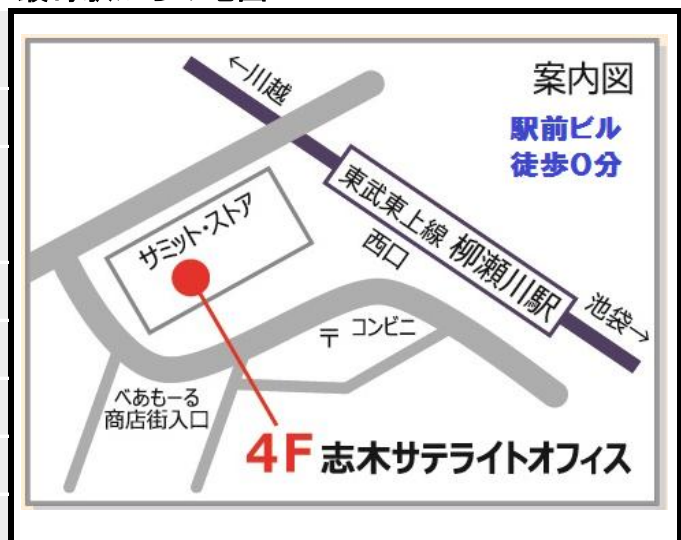 案内図
駅前ビル
徒歩0分
←川越
東武東上線 柳瀬川駅
西口
池袋→
サミット・ストア
〒 コンビニ
べあもーる
商店街入口
4F 志木サテライトオフィス